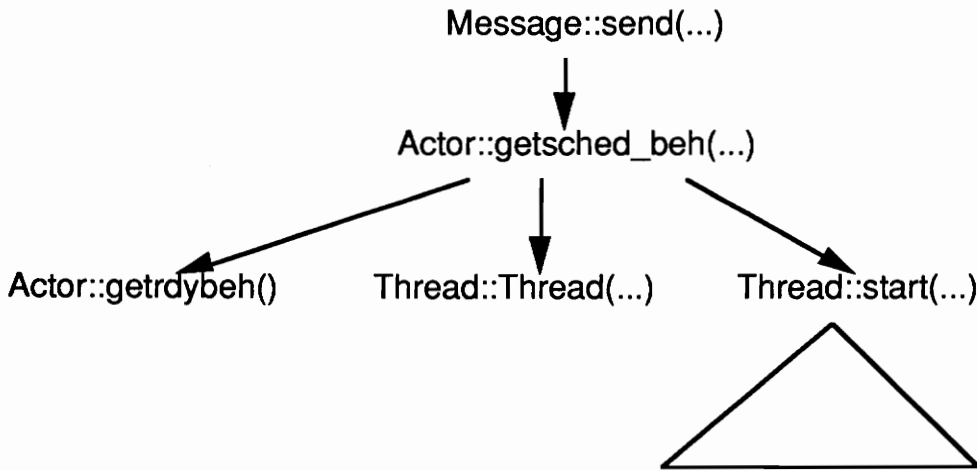 Message::send(...)
Actor::getsched_beh(...)
Actor::getrdybeh() Thread::Thread(...) Thread::start(...)